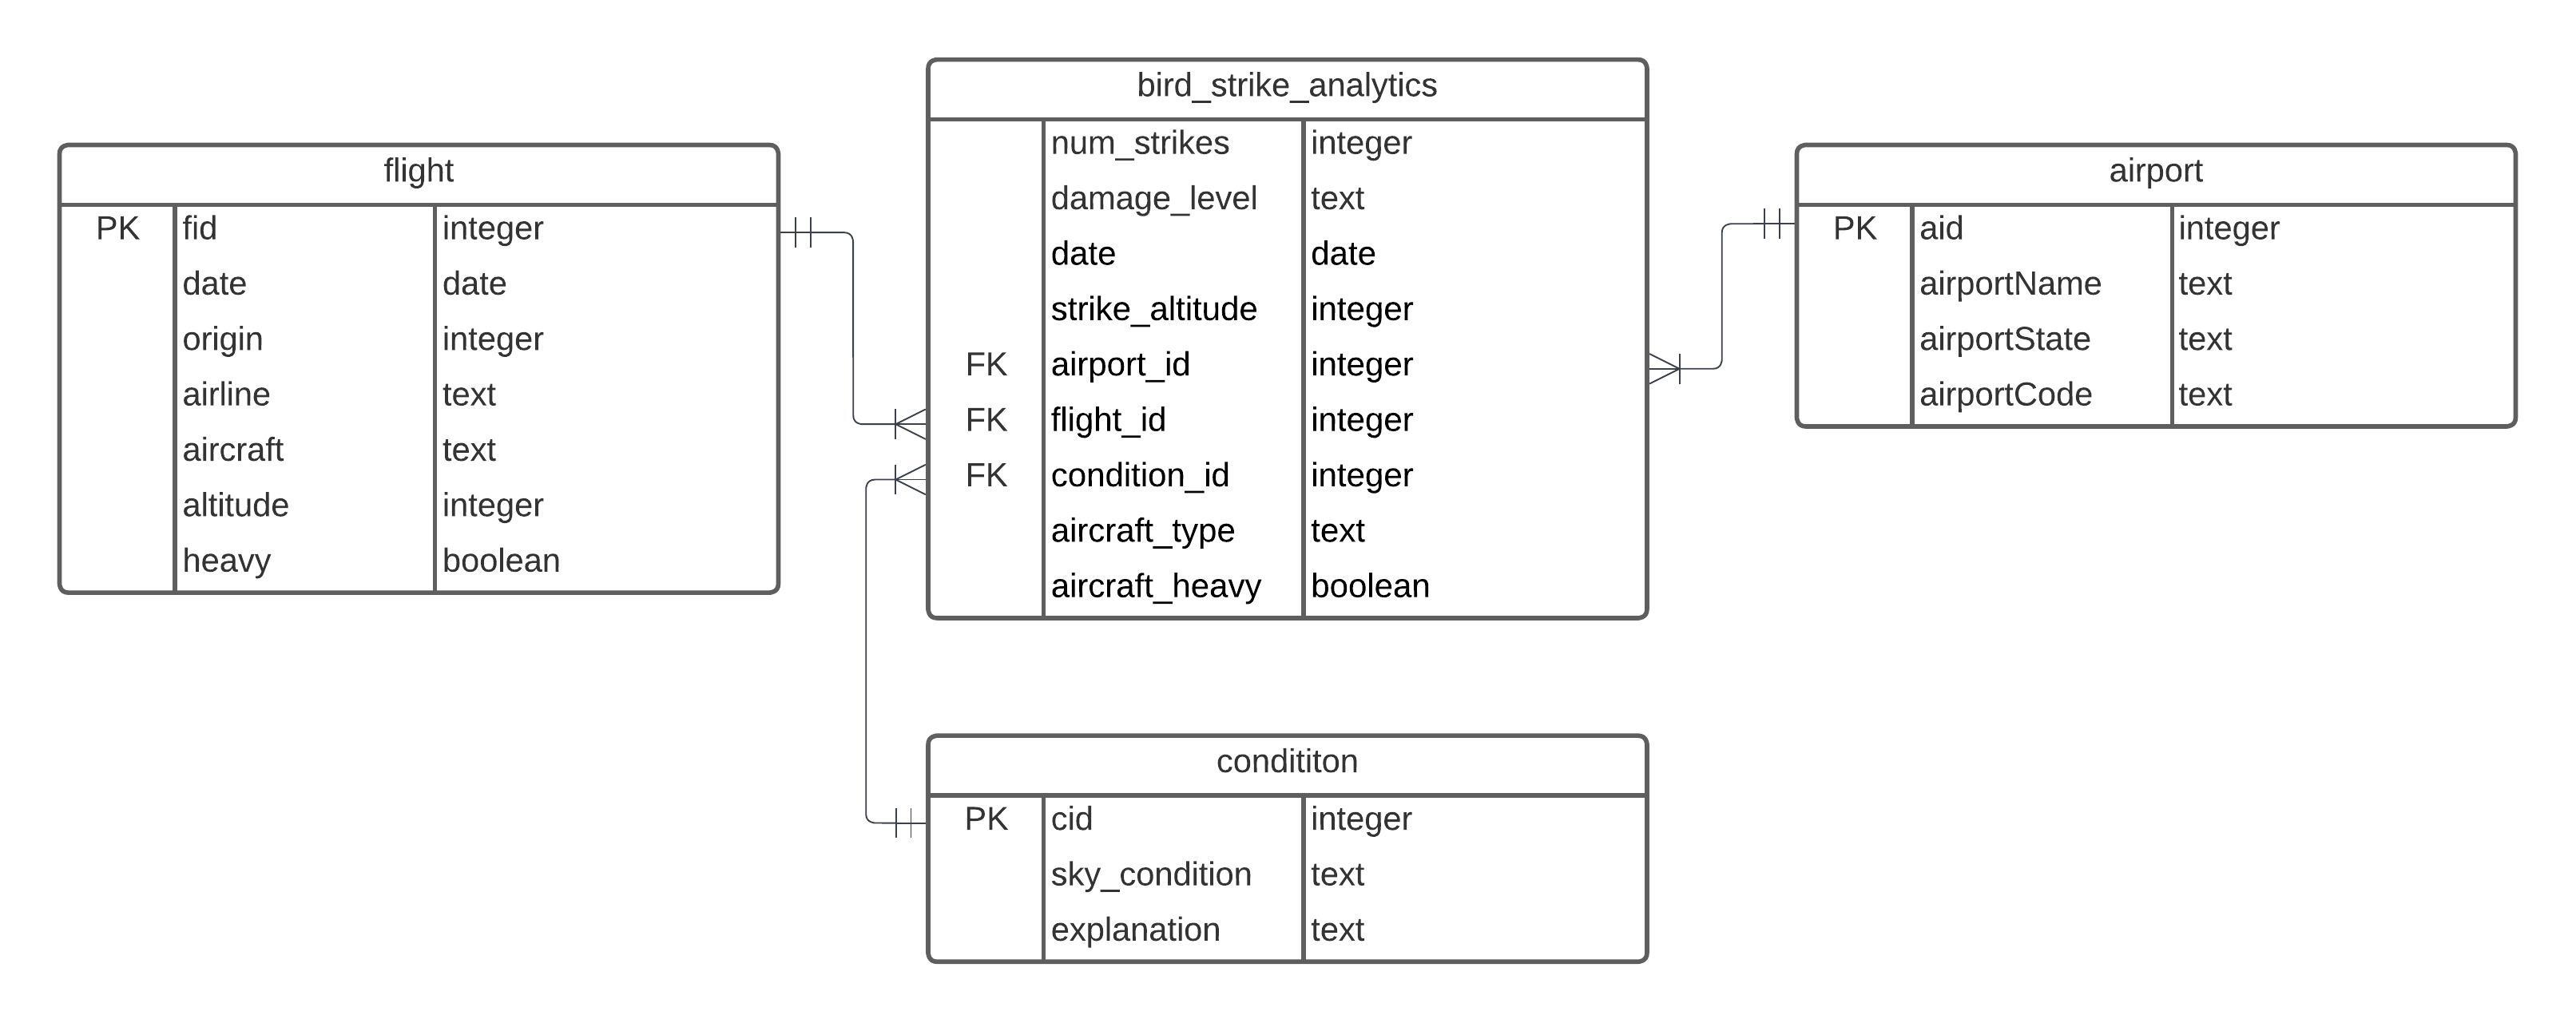 flight
PK fid integer
date date
origin integer
airline text
aircraft text
altitude integer
heavy boolean
bird_strike_analytics
num_strikes integer
damage_level text
date date
strike_altitude integer
FK airport_id integer
FK flight_id integer
FK condition_id integer
aircraft_type text
aircraft_heavy boolean
airport
PK aid integer
airportName text
airportState text
airportCode text
condititon
PK cid integer
sky_condition text
explanation text